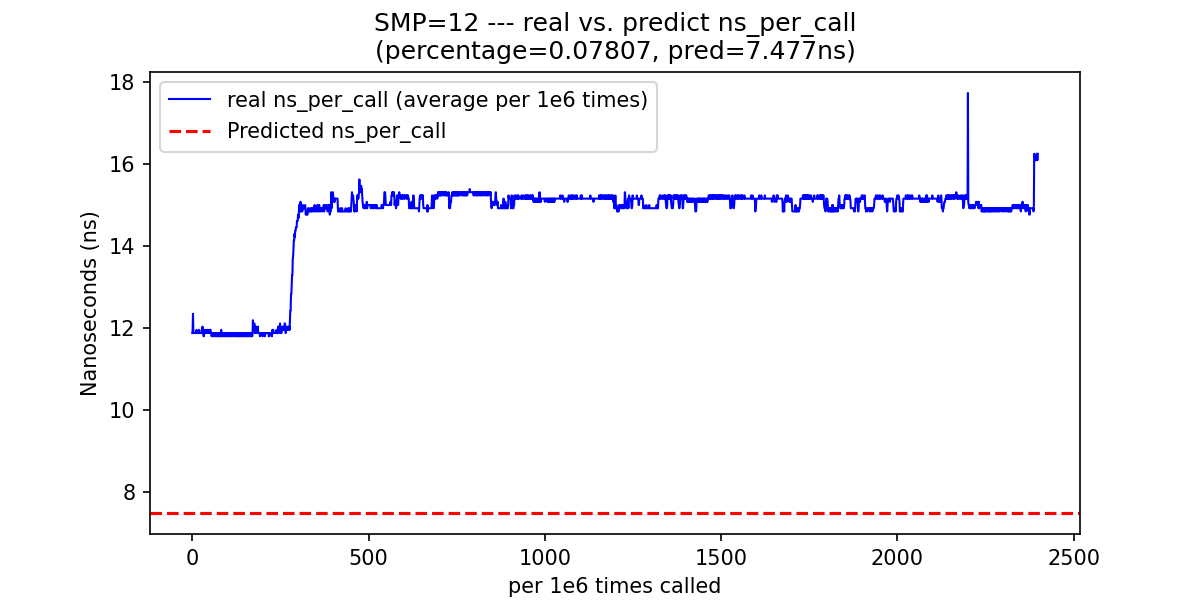 SMP=12 --- real vs. predict ns_per_call
(percentage=0.07807, pred=7.477ns)
real ns_per_call (average per 1e6 times)
Predicted ns_per_call
Nanoseconds (ns)
18
16
14
12
10
8
0 500 1000 1500 2000 2500
per 1e6 times called